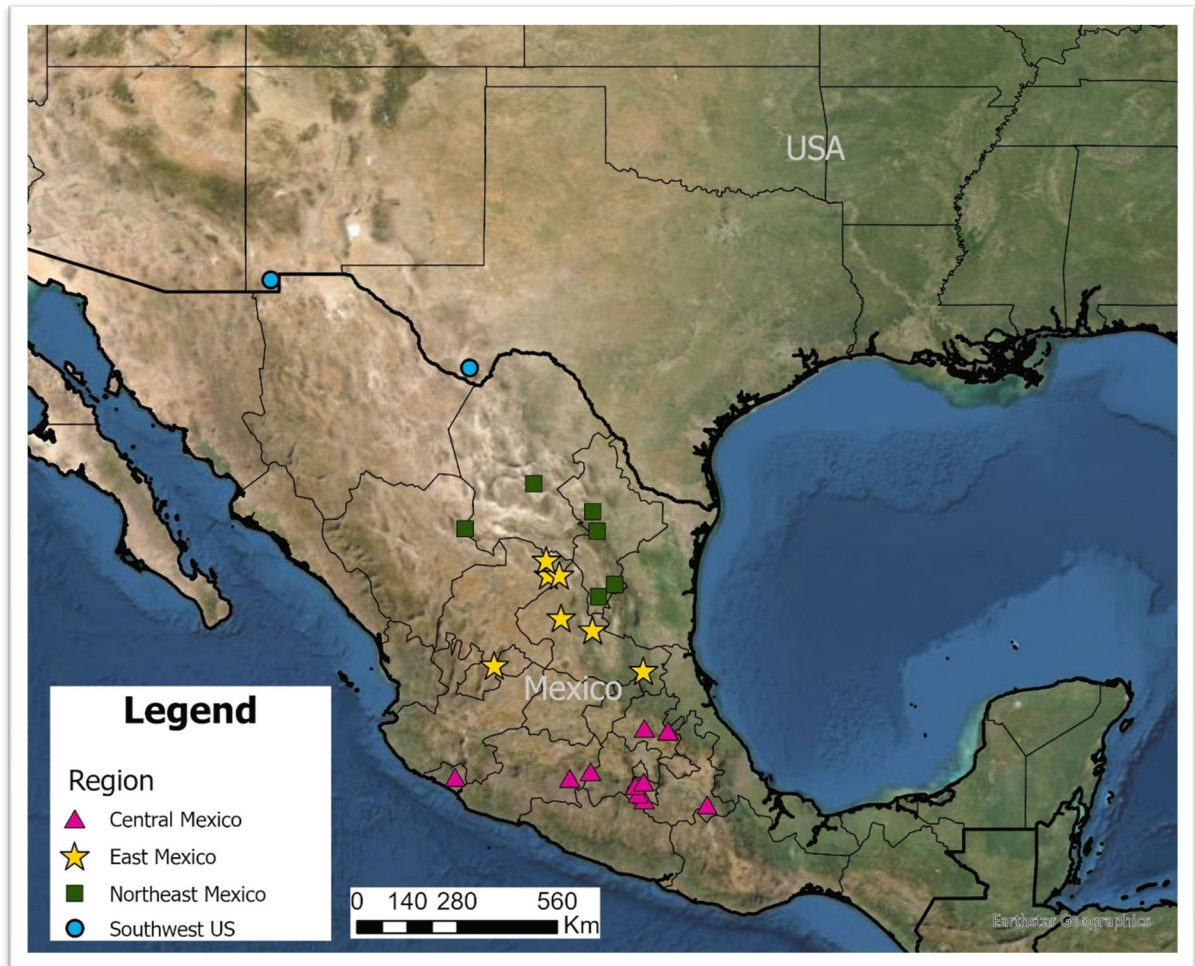 USA
Mexico
Legend
Region
Central Mexico
East Mexico
Northeast Mexico
Southwest US
0 140 280 560
Km
Earthstar Geographics